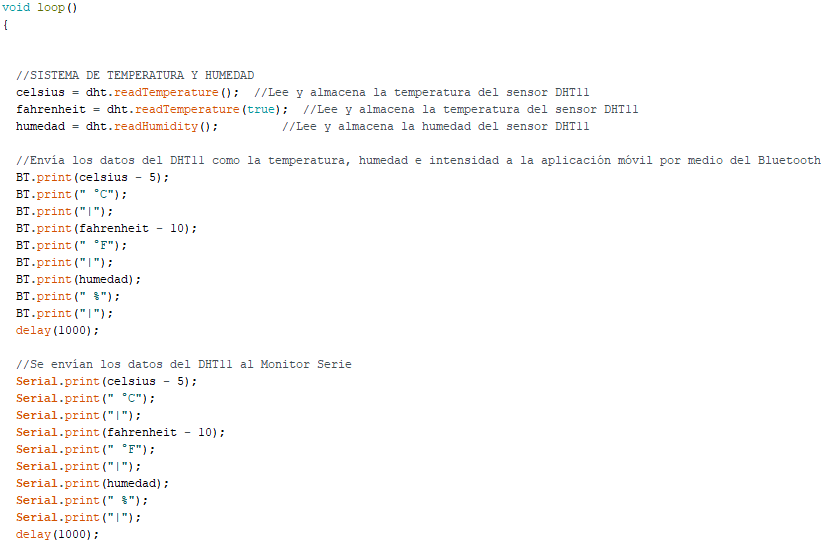 void loop()
{
//SISTEMA DE TEMPERATURA Y HUMEDAD
celsius = dht.readTemperature();  //Lee y almacena la temperatura del sensor DHT11
fahrenheit = dht.readTemperature(true);  //Lee y almacena la temperatura del sensor DHT11
humedad = dht.readHumidity();         //Lee y almacena la humedad del sensor DHT11
//Envía los datos del DHT11 como la temperatura, humedad e intensidad a la aplicación móvil por medio del Bluetooth
BT.print(celsius - 5);
BT.print(" °C");
BT.print("|");
BT.print(fahrenheit - 10);
BT.print(" °F");
BT.print("|");
BT.print(humedad);
BT.print(" %");
BT.print("|");
delay(1000);
//Se envían los datos del DHT11 al Monitor Serie
Serial.print(celsius - 5);
Serial.print(" °C");
Serial.print("|");
Serial.print(fahrenheit - 10);
Serial.print(" °F");
Serial.print("|");
Serial.print(humedad);
Serial.print(" %");
Serial.print("|");
delay(1000);